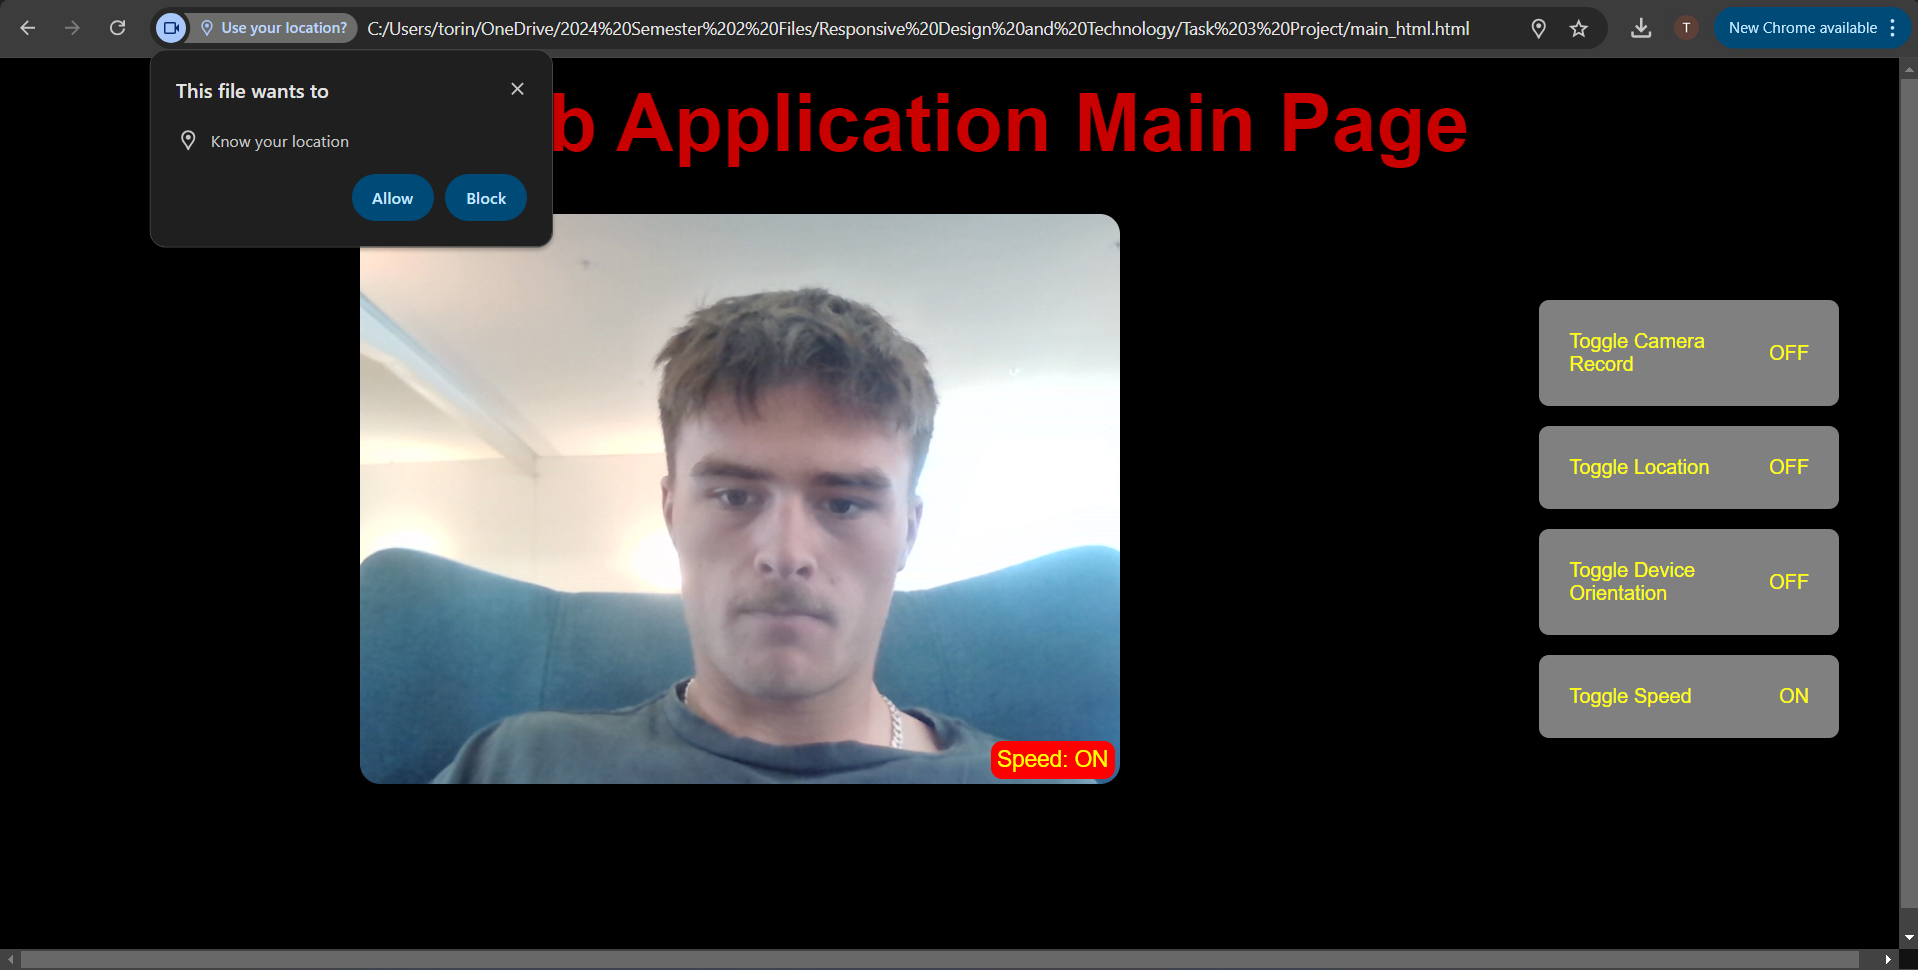 Use your location?
C:/Users/torin/OneDrive/2024%20Semester%202%20Files/Responsive%20Design%20and%20Technology/Task%203%20Project/main_html.html
T
New Chrome available
This file wants to
Know your location
Allow
Block
b Application Main Page
Toggle Camera
Record
OFF
Toggle Location
OFF
Toggle Device
Orientation
OFF
Toggle Speed
ON
Speed: ON